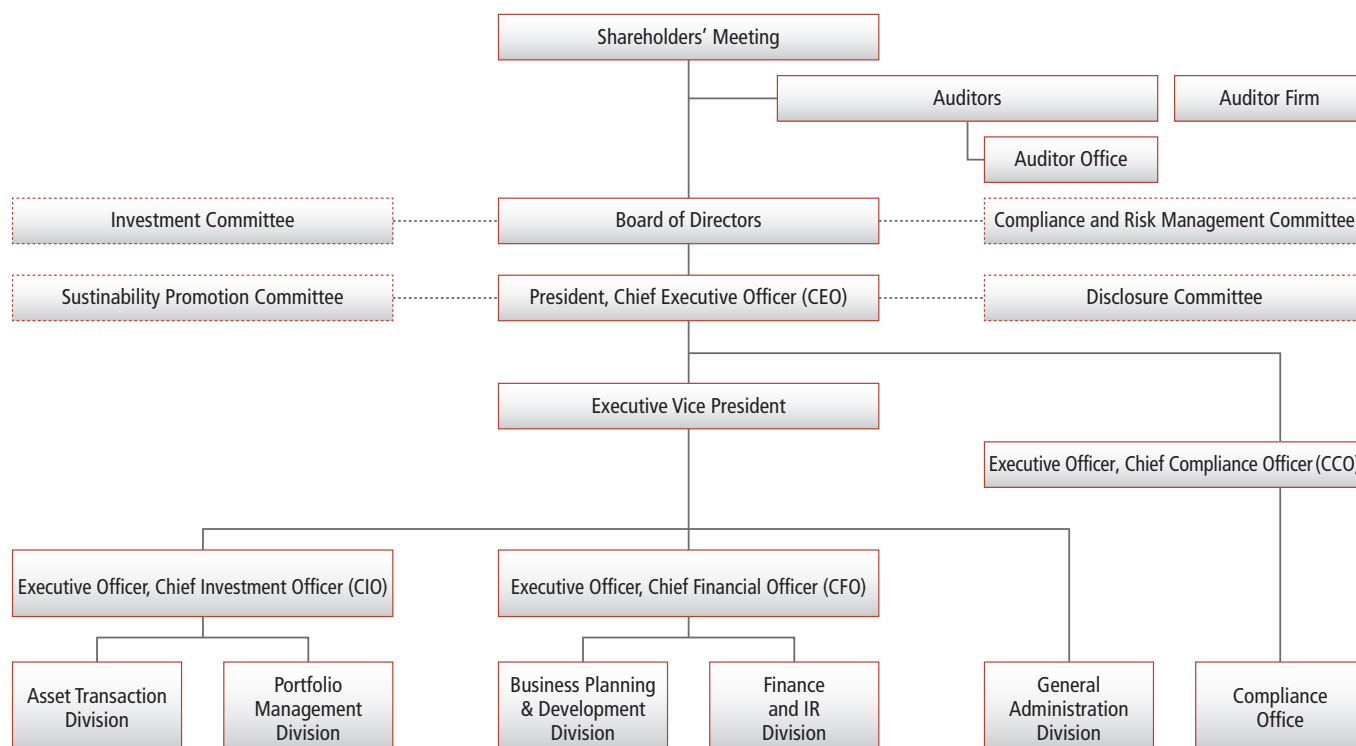 Shareholders’ Meeting
Auditors
Auditor Firm
Auditor Office
Investment Committee
Board of Directors
Compliance and Risk Management Committee
Sustinability Promotion Committee
President, Chief Executive Officer (CEO)
Disclosure Committee
Executive Vice President
Executive Officer, Chief Compliance Officer (CCO)
Executive Officer, Chief Investment Officer (CIO)
Executive Officer, Chief Financial Officer (CFO)
Asset Transaction
Division
Portfolio
Management
Division
Business Planning
& Development
Division
Finance
and IR
Division
General
Administration
Division
Compliance
Office